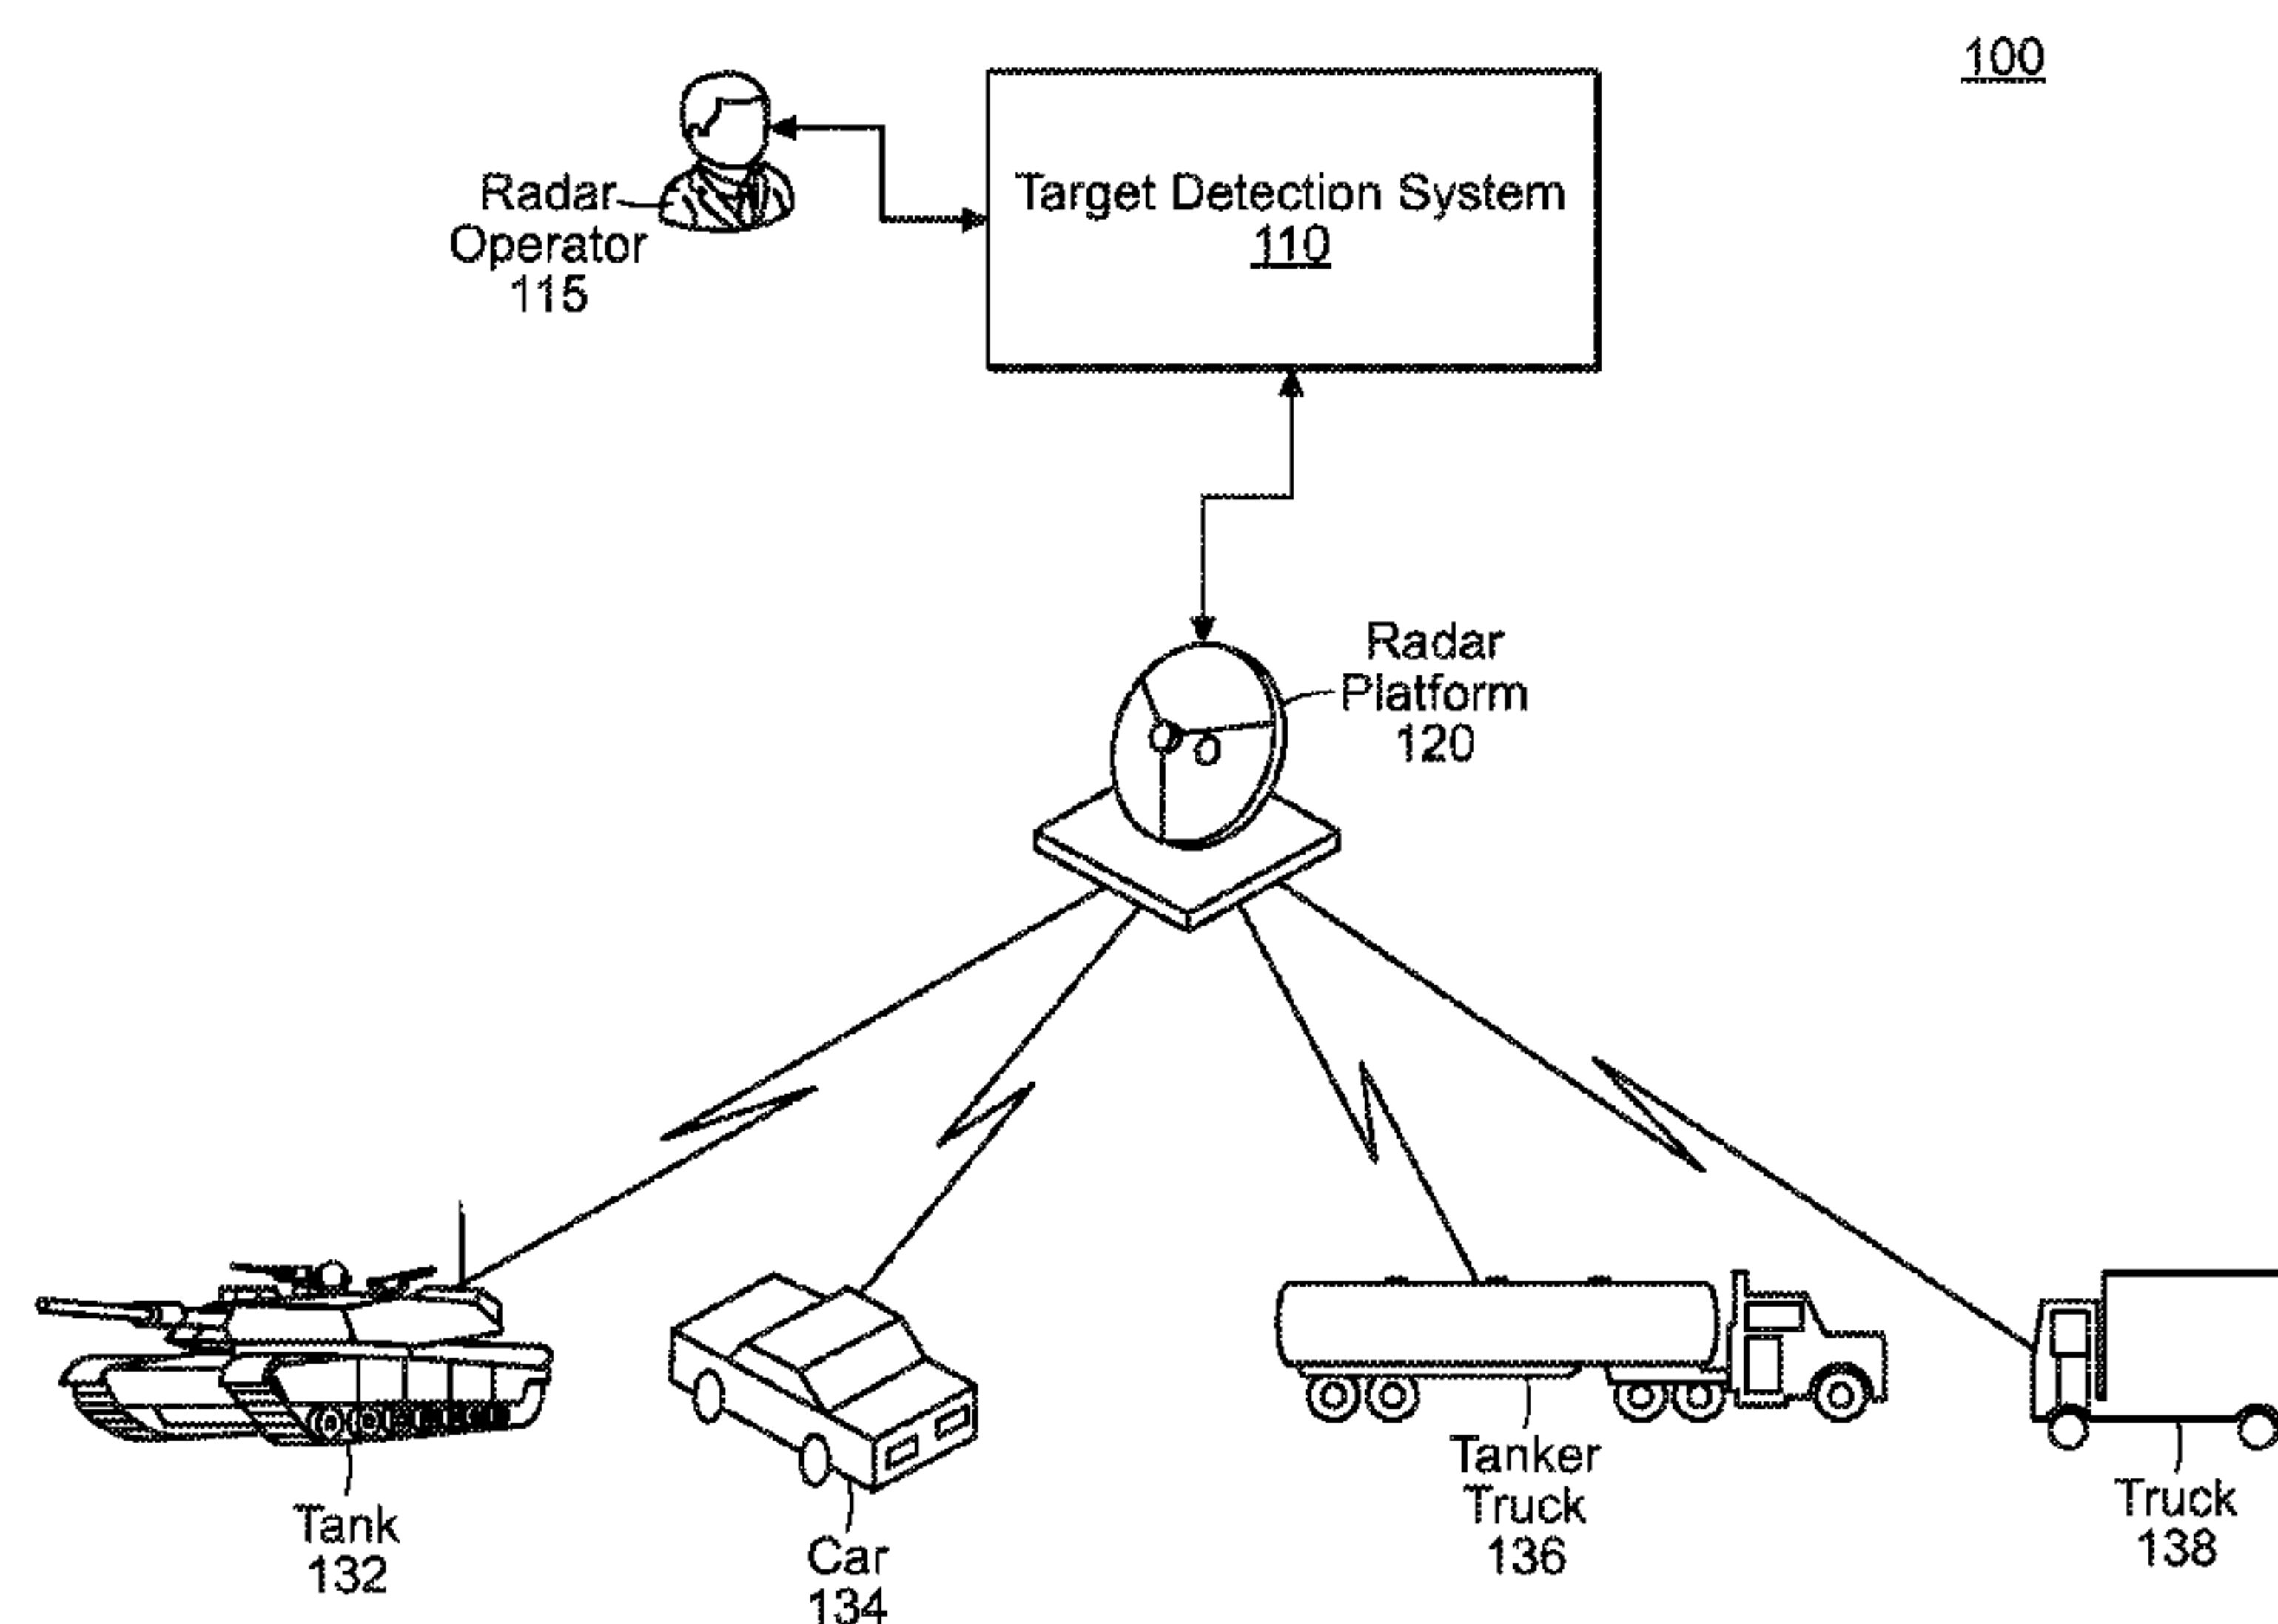 100
Radar
Operator
115
Target Detection System
110
Radar
Platform
120
Tank
132
Car
134
Tanker
Truck
136
Truck
138